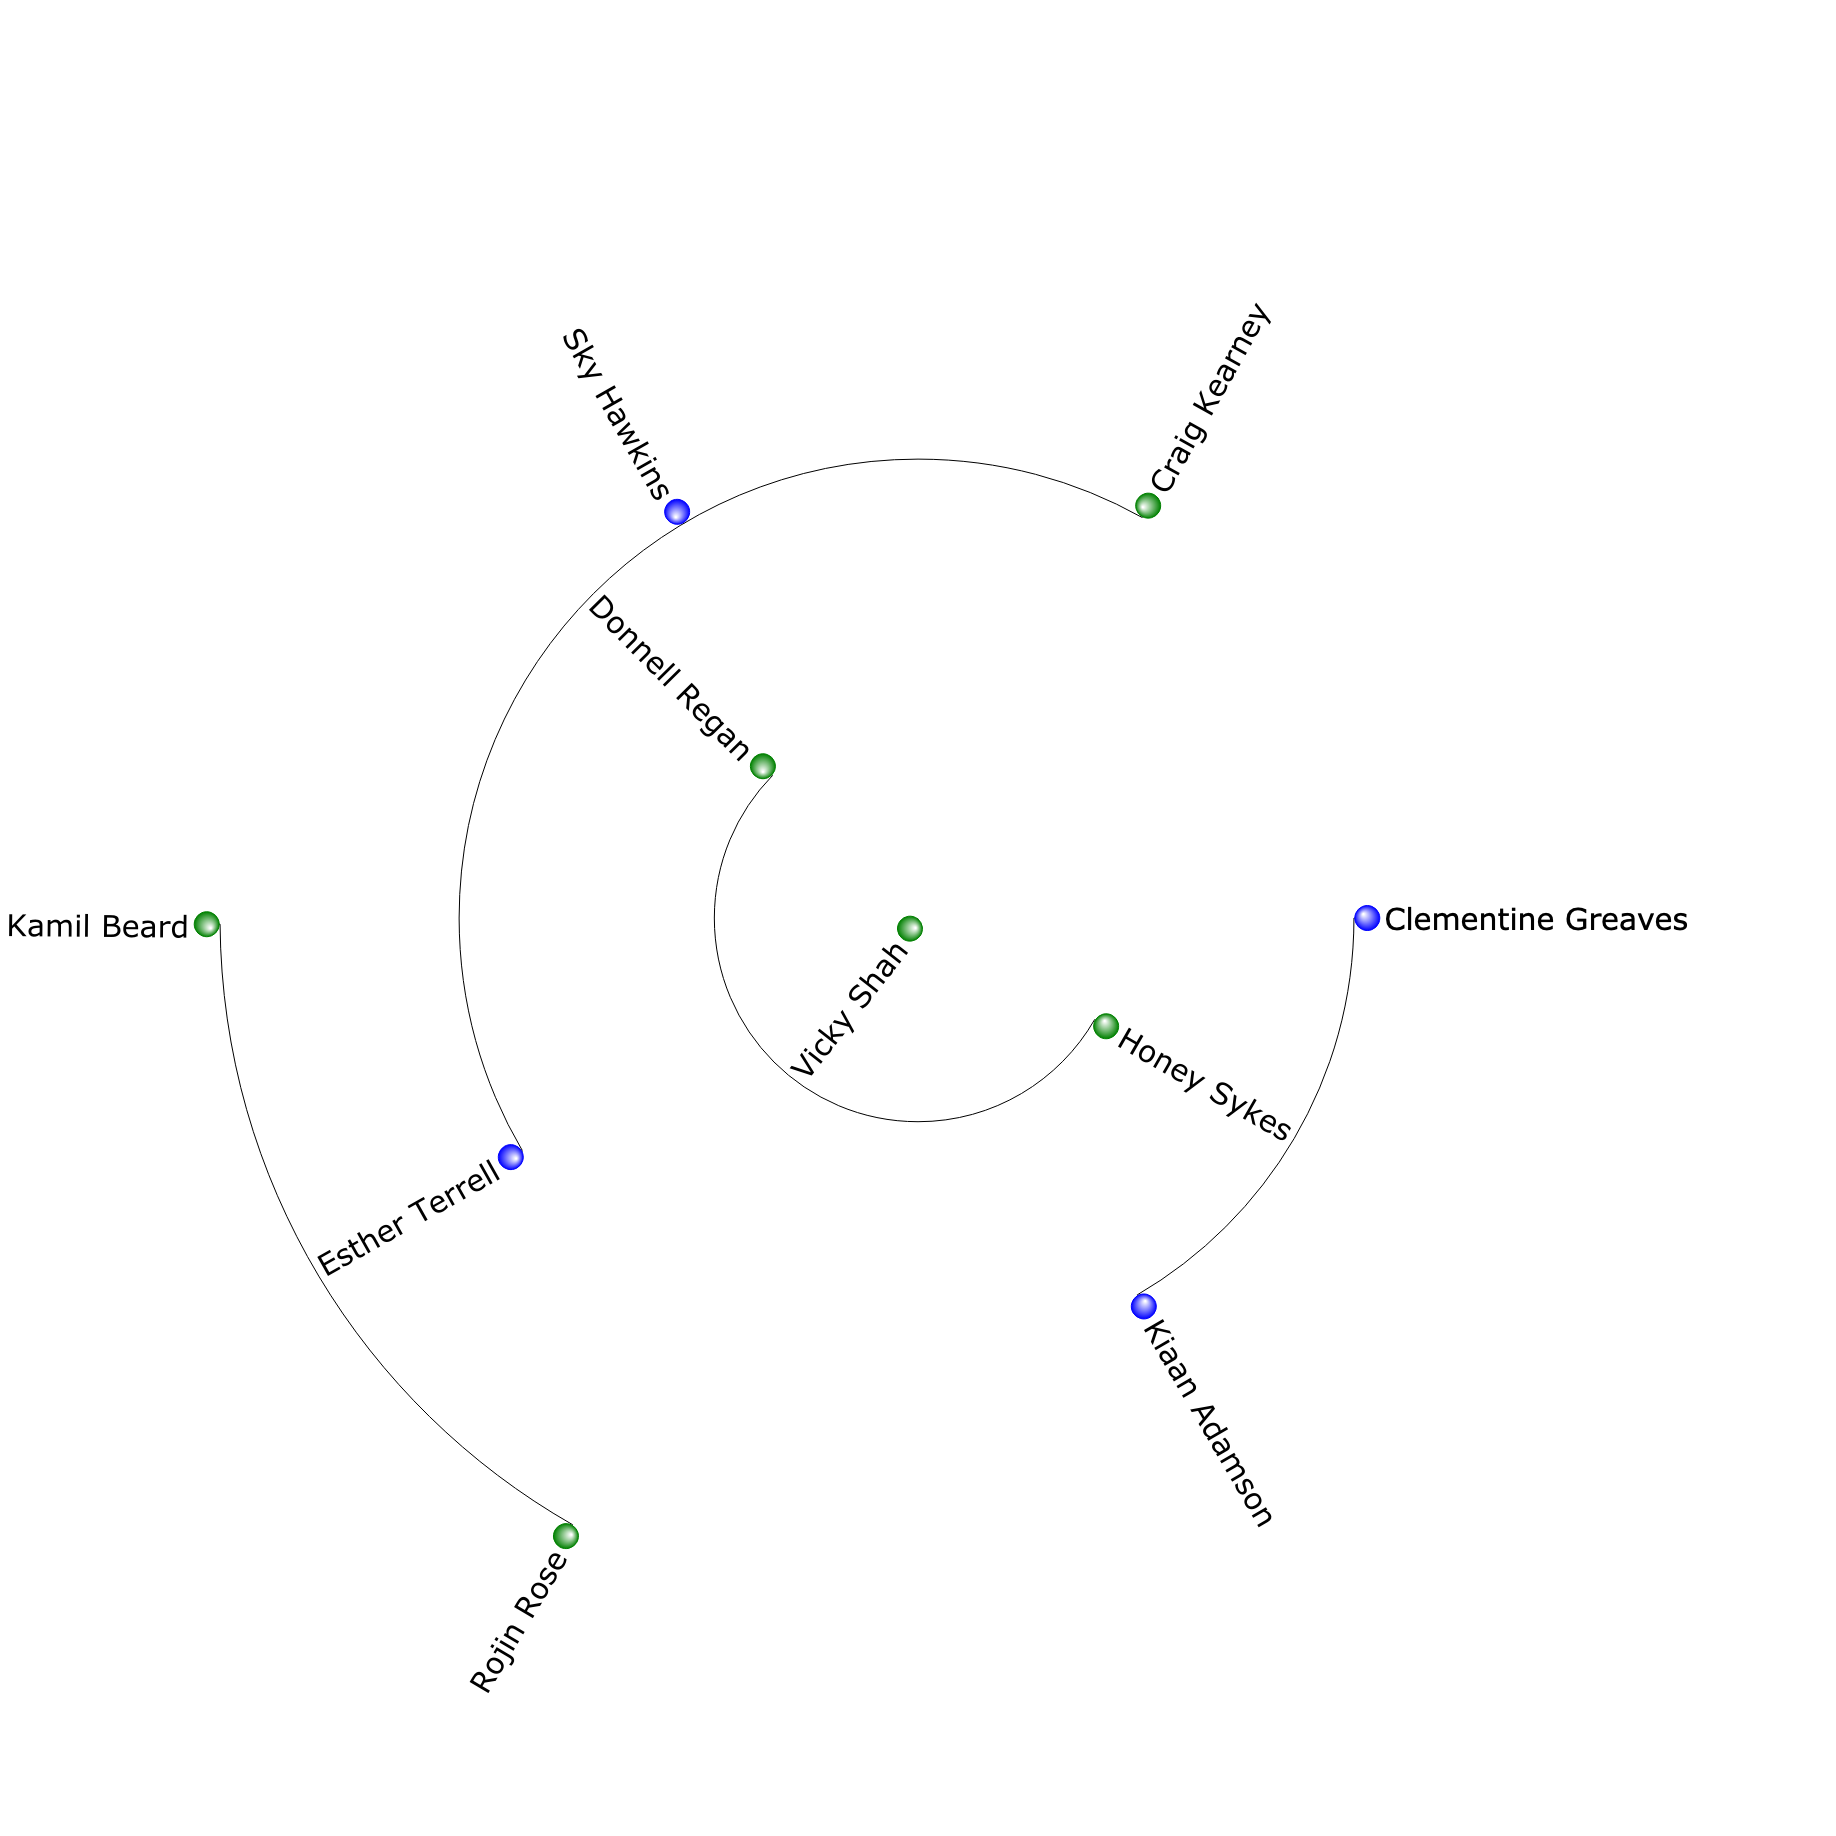 Craig Kearney
Sky Hawkins
Donnell Regan
Kamil Beard
Clementine Greaves
Vicky Shah
Honey Sykes
Esther Terrell
Kiaan Adamson
Rojin Rose